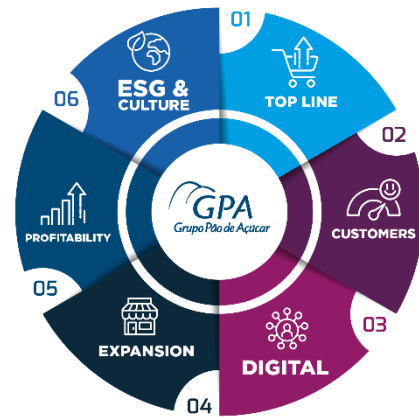 01
TOP LINE
02
CUSTOMERS
03
DIGITAL
04
EXPANSION
05
PROFITABILITY
06
ESG &
CULTURE
GPA
Grupo Pão de Açúcar